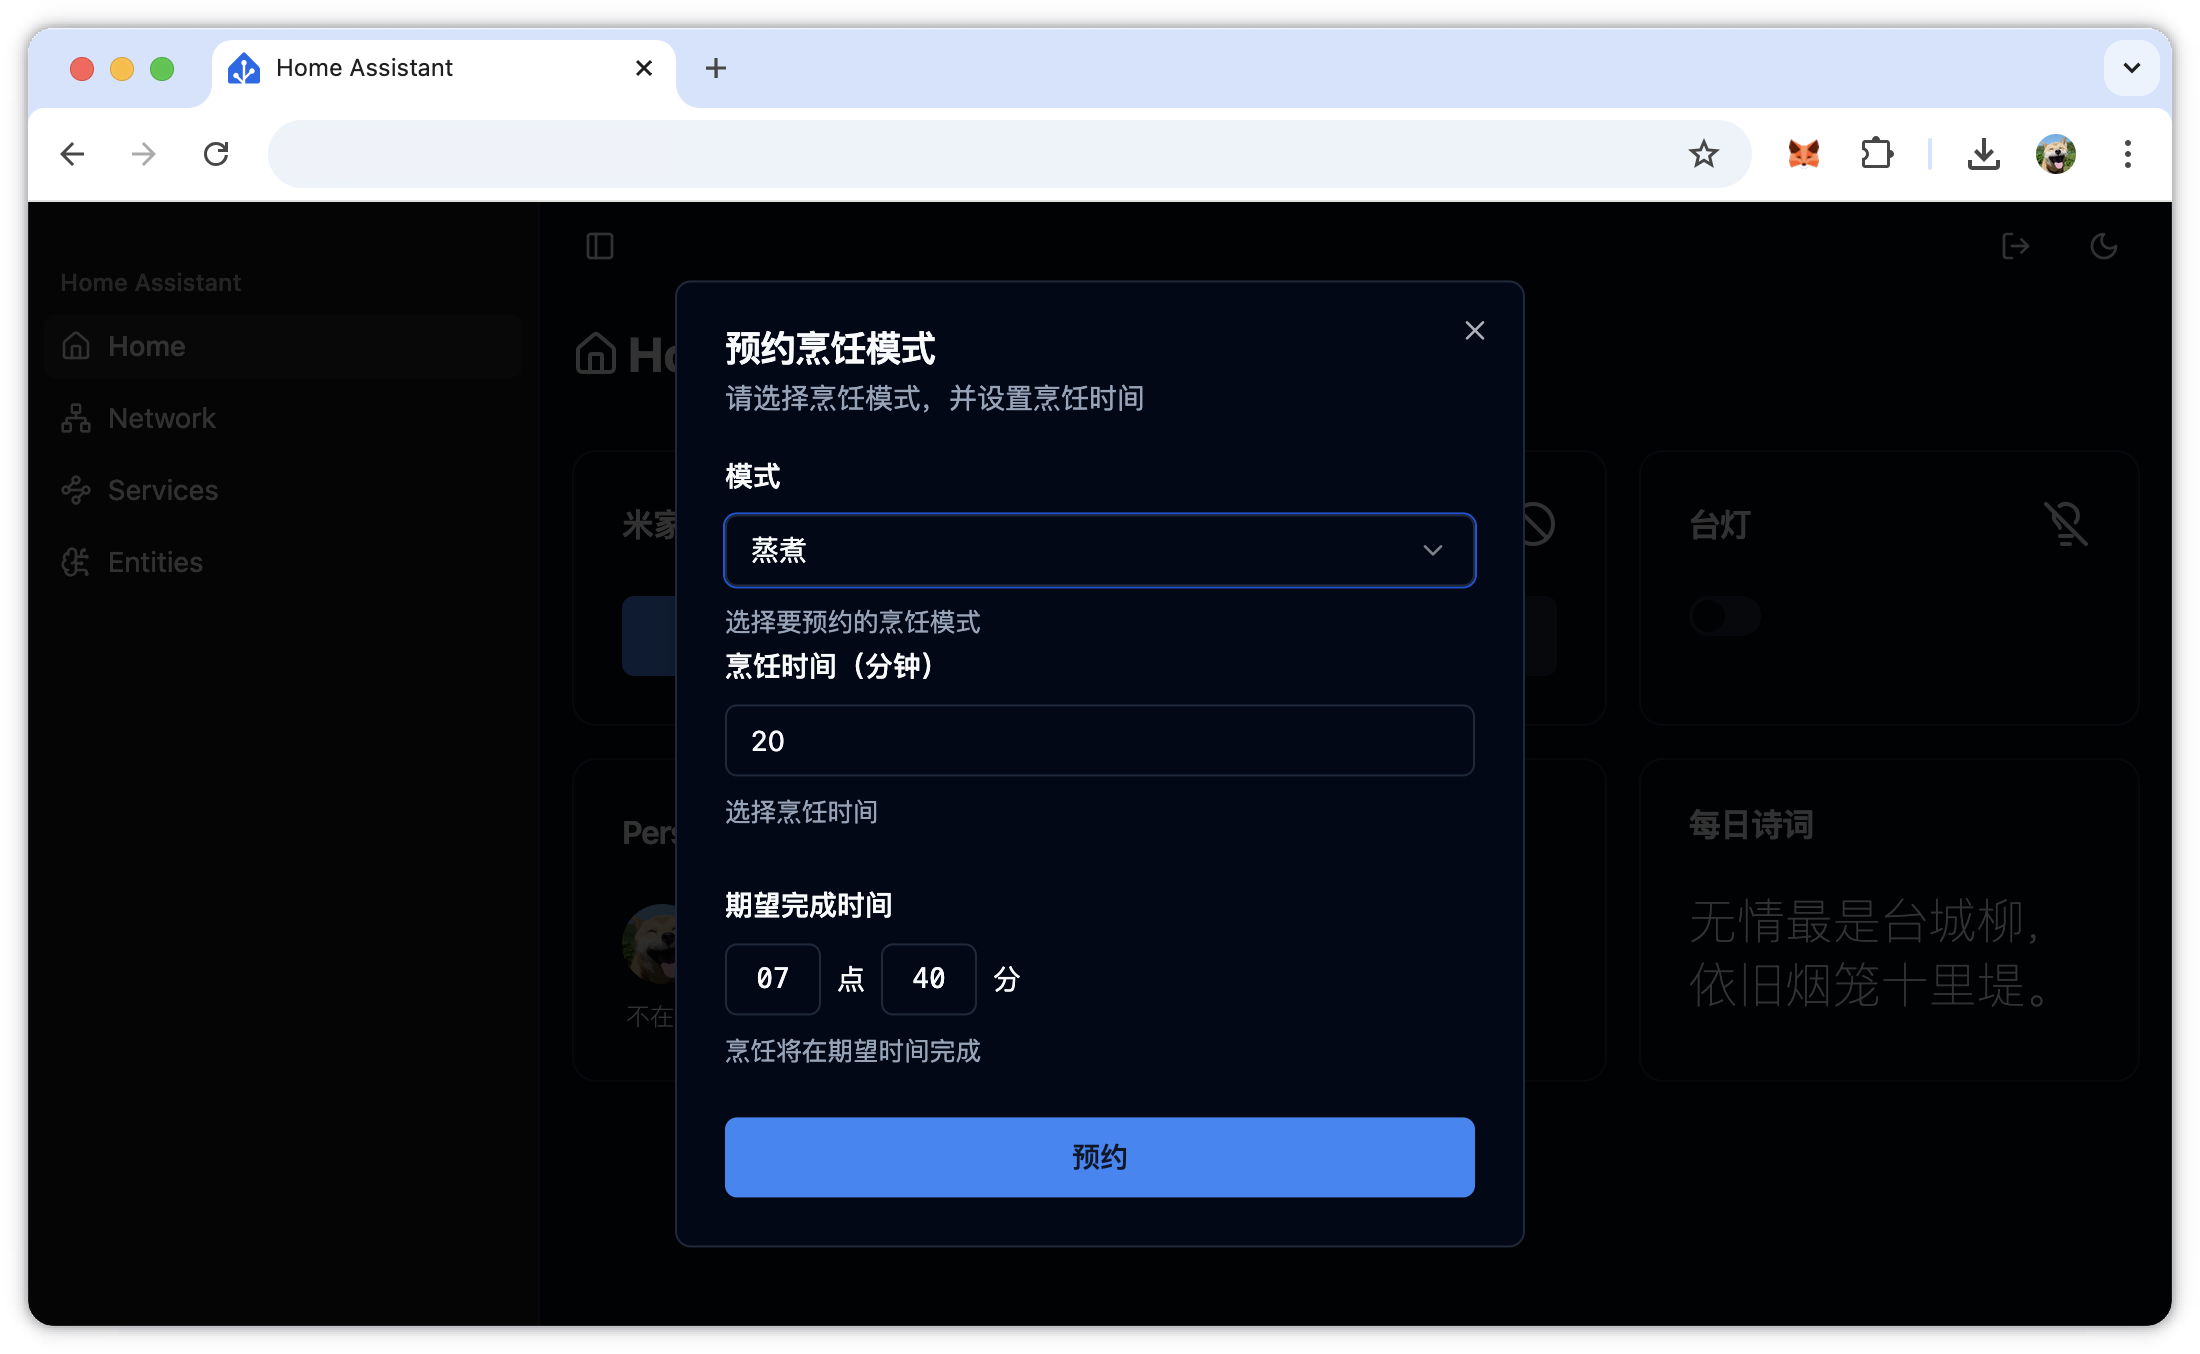 Home Assistant
Home Assistant
Home
Network
Services
Entities
预约烹饪模式
请选择烹饪模式，并设置烹饪时间
模式
蒸煮
选择要预约的烹饪模式
烹饪时间（分钟）
20
选择烹饪时间
期望完成时间
07 点 40 分
烹饪将在期望时间完成
预约
米家
台灯
Pers
不在
每日诗词
无情最是台城柳，
依旧烟笼十里堤。